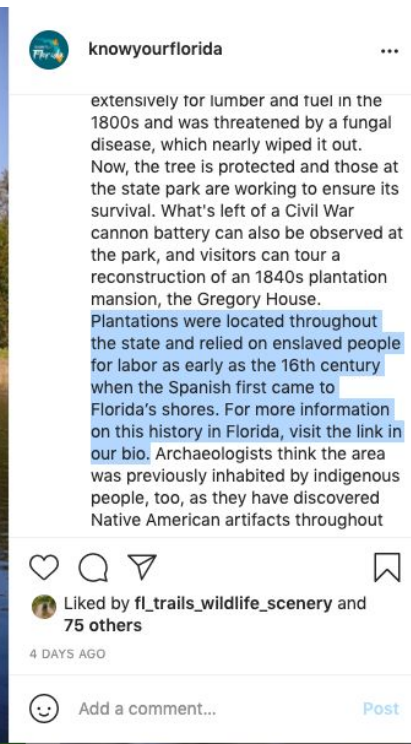 Florida
knowyourflorida
...
extensively for lumber and fuel in the
1800s and was threatened by a fungal
disease, which nearly wiped it out.
Now, the tree is protected and those at
the state park are working to ensure its
survival. What's left of a Civil War
cannon battery can also be observed at
the park, and visitors can tour a
reconstruction of an 1840s plantation
mansion, the Gregory House.
Plantations were located throughout
the state and relied on enslaved people
for labor as early as the 16th century
when the Spanish first came to
Florida’s shores. For more information
on this history in Florida, visit the link in
our bio. Archaeologists think the area
was previously inhabited by indigenous
people, too, as they have discovered
Native American artifacts throughout
Liked by fl_trails_wildlife_scenery and
75 others
4 DAYS AGO
Add a comment...
Post